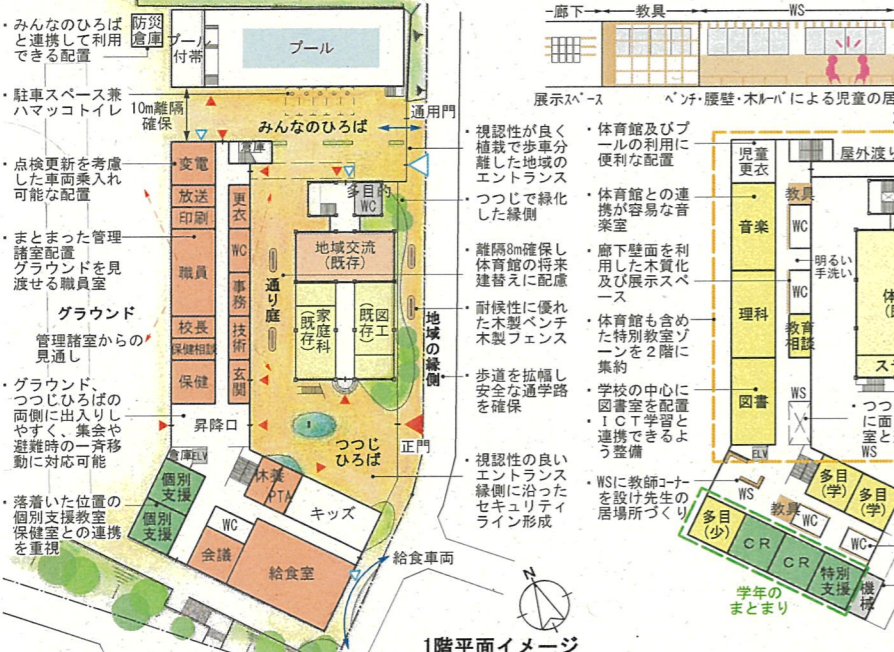 ・みんなのひろば
と連携して利用
できる配置
防災
倉庫
プール
付帯
プール
・駐車スペース兼
ハマッコトイレ
10m離隔
確保
みんなのひろば
通用門
・点検更新を考慮
した車両乗入れ
可能な配置
・まとまった管理
諸室配置
グラウンドを見
渡せる職員室
グラウンド
管理諸室からの
見通し
・グラウンド、
つつじひろばの
両側に出入りし
やすく、集会や
避難時の一斉移
動に対応可能
・落着いた位置の
個別支援教室
保健室との連携
を重視
変電
放送
印刷
職員
校長
保健相談
保健
倉庫
更衣
WC
事務
技術
玄関
昇降口
倉庫
ELV
個別
支援
個別
支援
休養
PTA
WC
会議
キッズ
給食室
多目的
WC
地域交流
(既存)
家庭科
(既存)
図工
(既存)
通り庭
地域の縁側
つつじ
ひろば
正門
給食車両
N
1階平面イメージ
・視認性が良く
植栽で歩車分
離した地域の
エントランス
・つつじで緑化
した縁側
・離隔8m確保し
体育館の将来
建替えに配慮
・耐候性に優れ
た木製ベンチ
木製フェンス
・歩道を拡幅し
安全な通学路
を確保
・視認性の良い
エントランス
縁側に沿った
セキュリティ
ライン形成
廊下
教具
WS
展示スペース
ベンチ・腰壁・木ルーバによる児童の居
・体育館及びプ
ールの利用に
便利な配置
・体育館との連
携が容易な音
楽室
・廊下壁面を利
用した木質化
及び展示スペ
ース
・体育館も含め
た特別教室ゾ
ーンを２階に
集約
・学校の中心に
図書室を配置
・ＩＣＴ学習と
連携できるよ
う整備
・WSに教師コーナー
を設け先生の
居場所づくり
児童
更衣
屋外渡り
教具
音楽
WC
明るい
手洗い
WC
理科
教育
相談
図書
WS
ELV
・つつ
に面
室と
WS
WS
多目
(学)
多目
(学)
多目
(少)
教具
WC
WC
ＣＲ
ＣＲ
特別
支援
機械
学年の
まとまり